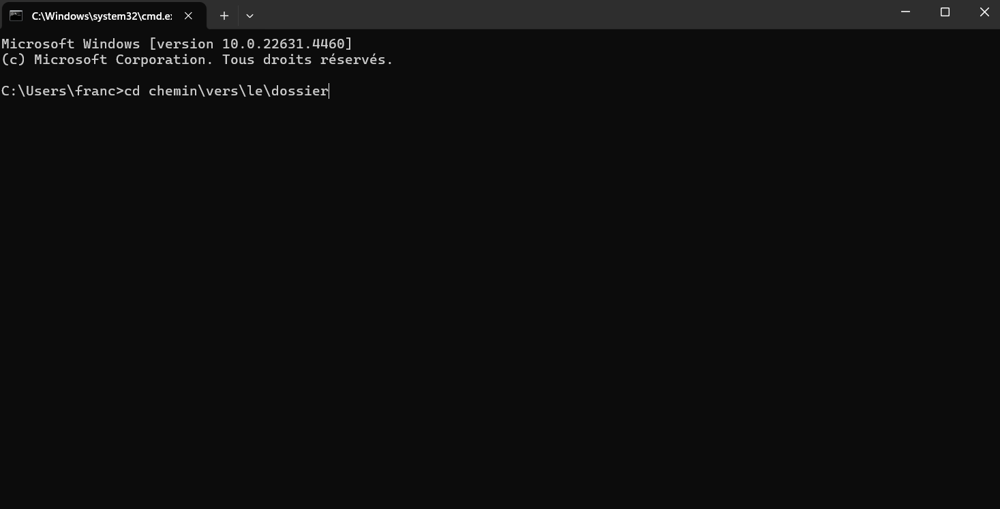 C:\Windows\system32\cmd.e
Microsoft Windows [version 10.0.22631.4460]
(c) Microsoft Corporation. Tous droits réservés.
C:\Users\franc>cd chemin\vers\le\dossier